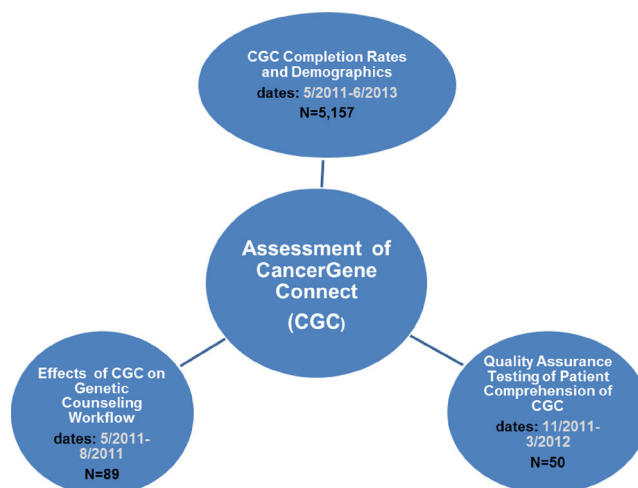 CGC Completion Rates
and Demographics
dates: 5/2011-6/2013
N=5,157
Assessment of
CancerGene
Connect
(CGC)
Effects of CGC on
Genetic
Counseling
Workflow
dates: 5/2011-
8/2011
N=89
Quality Assurance
Testing of Patient
Comprehension of
CGC
dates: 11/2011-
3/2012
N=50